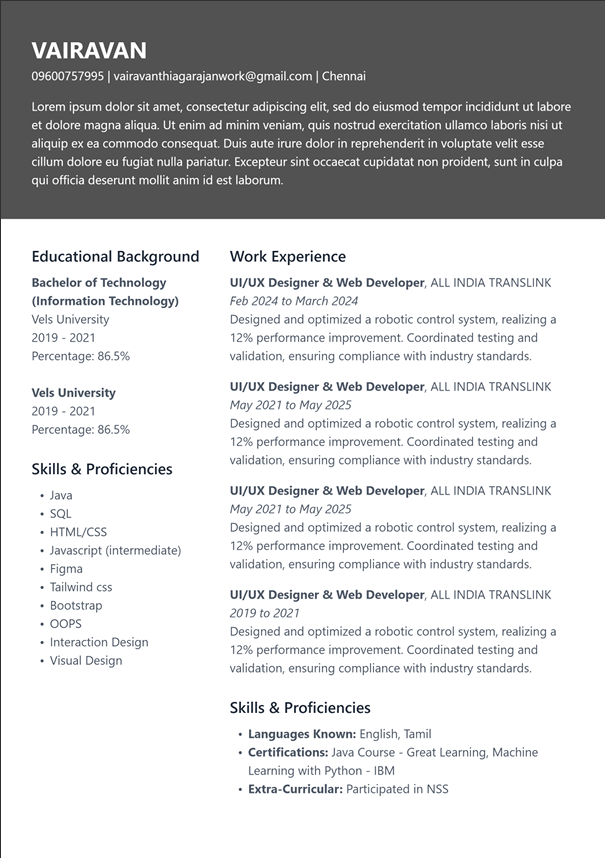 VAIRAVAN
09600757995 | vairavanthiagarajanwork@gmail.com | Chennai
Lorem ipsum dolor sit amet, consectetur adipiscing elit, sed do eiusmod tempor incididunt ut labore
et dolore magna aliqua. Ut enim ad minim veniam, quis nostrud exercitation ullamco laboris nisi ut
aliquip ex ea commodo consequat. Duis aute irure dolor in reprehenderit in voluptate velit esse
cillum dolore eu fugiat nulla pariatur. Excepteur sint occaecat cupidatat non proident, sunt in culpa
qui officia deserunt mollit anim id est laborum.
Educational Background
Bachelor of Technology
(Information Technology)
Vels University
2019 - 2021
Percentage: 86.5%
Vels University
2019 - 2021
Percentage: 86.5%
Skills & Proficiencies
• Java
• SQL
• HTML/CSS
• Javascript (intermediate)
• Figma
• Tailwind css
• Bootstrap
• OOPS
• Interaction Design
• Visual Design
Work Experience
UI/UX Designer & Web Developer, ALL INDIA TRANSLINK
Feb 2024 to March 2024
Designed and optimized a robotic control system, realizing a
12% performance improvement. Coordinated testing and
validation, ensuring compliance with industry standards.
UI/UX Designer & Web Developer, ALL INDIA TRANSLINK
May 2021 to May 2025
Designed and optimized a robotic control system, realizing a
12% performance improvement. Coordinated testing and
validation, ensuring compliance with industry standards.
UI/UX Designer & Web Developer, ALL INDIA TRANSLINK
May 2021 to May 2025
Designed and optimized a robotic control system, realizing a
12% performance improvement. Coordinated testing and
validation, ensuring compliance with industry standards.
UI/UX Designer & Web Developer, ALL INDIA TRANSLINK
2019 to 2021
Designed and optimized a robotic control system, realizing a
12% performance improvement. Coordinated testing and
validation, ensuring compliance with industry standards.
Skills & Proficiencies
• Languages Known: English, Tamil
• Certifications: Java Course - Great Learning, Machine
Learning with Python - IBM
• Extra-Curricular: Participated in NSS